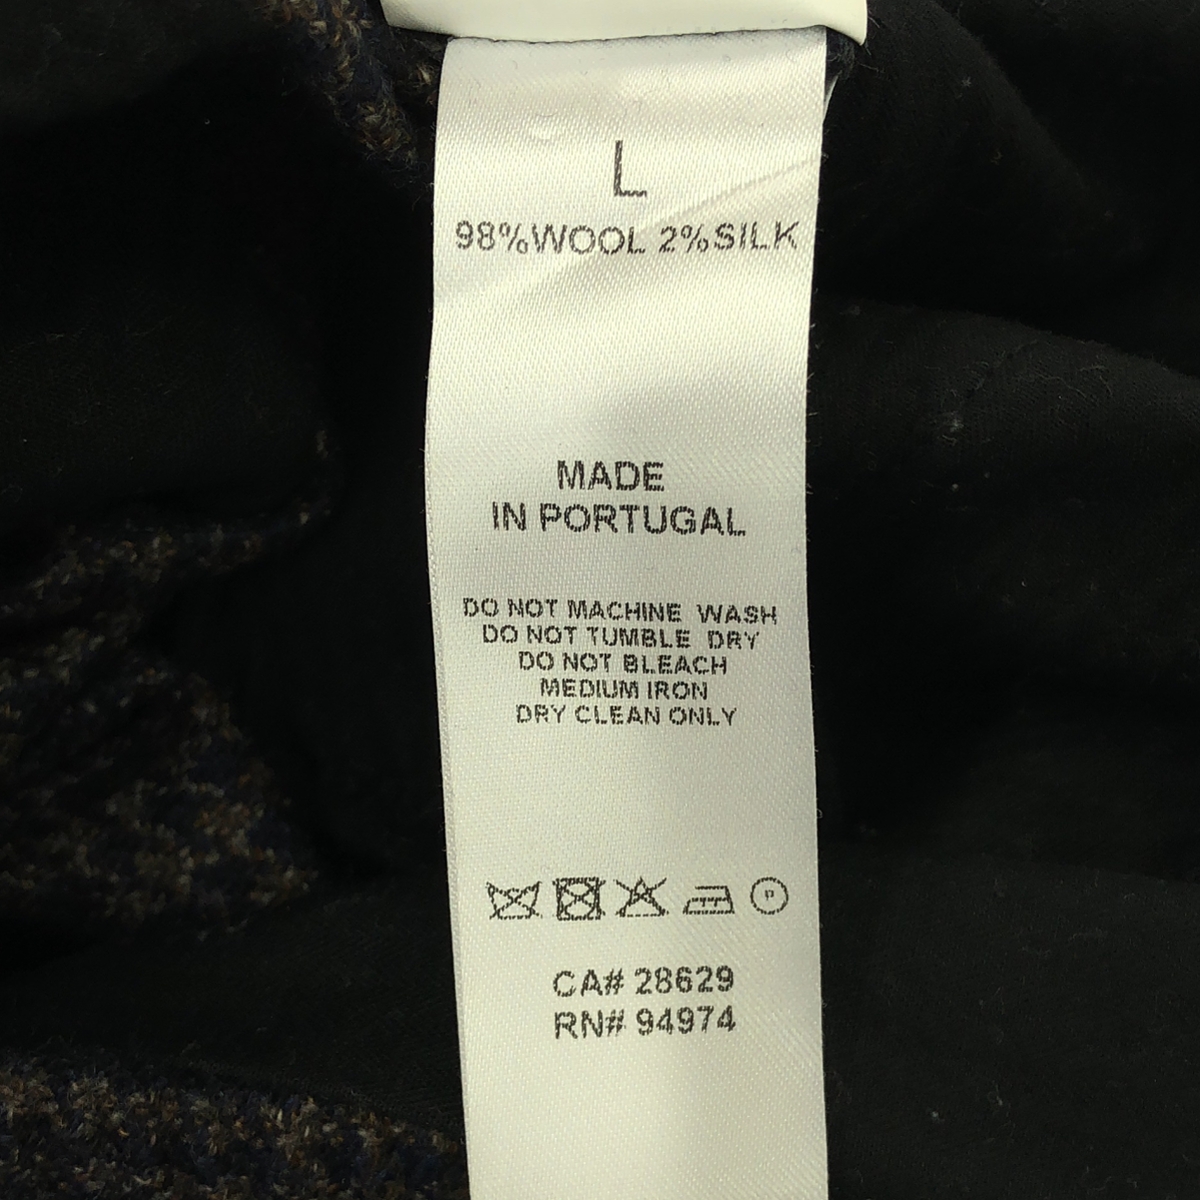 L
98%WOOL 2%SILK
MADE
IN PORTUGAL
DO NOT MACHINE WASH
DO NOT TUMBLE DRY
DO NOT BLEACH
MEDIUM IRON
DRY CLEAN ONLY
P
CA# 28629
RN# 94974